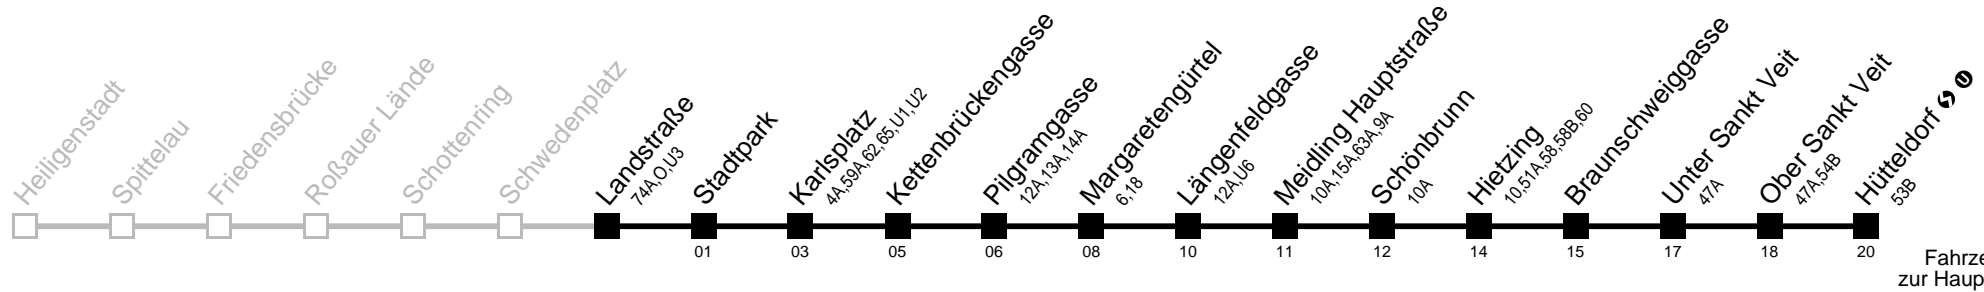 Heiligenstadt
Spittelau
Friedensbrücke
Roßauer Lände
Schottenring
Schwedenplatz
Landstraße
74A,O,U3
Stadtpark
Karlsplatz
4A,59A,62,65,U1,U2
Kettenbrückengasse
Pilgramgasse
12A,13A,14A
Margaretengürtel
6,18
Längenfeldgasse
12A,U6
Meidling Hauptstraße
10A,15A,63A,9A
Schönbrunn
10A
Hietzing
10,51A,58,58B,60
Braunschweiggasse
Unter Sankt Veit
47A
Ober Sankt Veit
47A,54B
Hütteldorf S U
53B
01 03 05 06 08 10 11 12 14 15 17 18 20
Fahrze
zur Haup